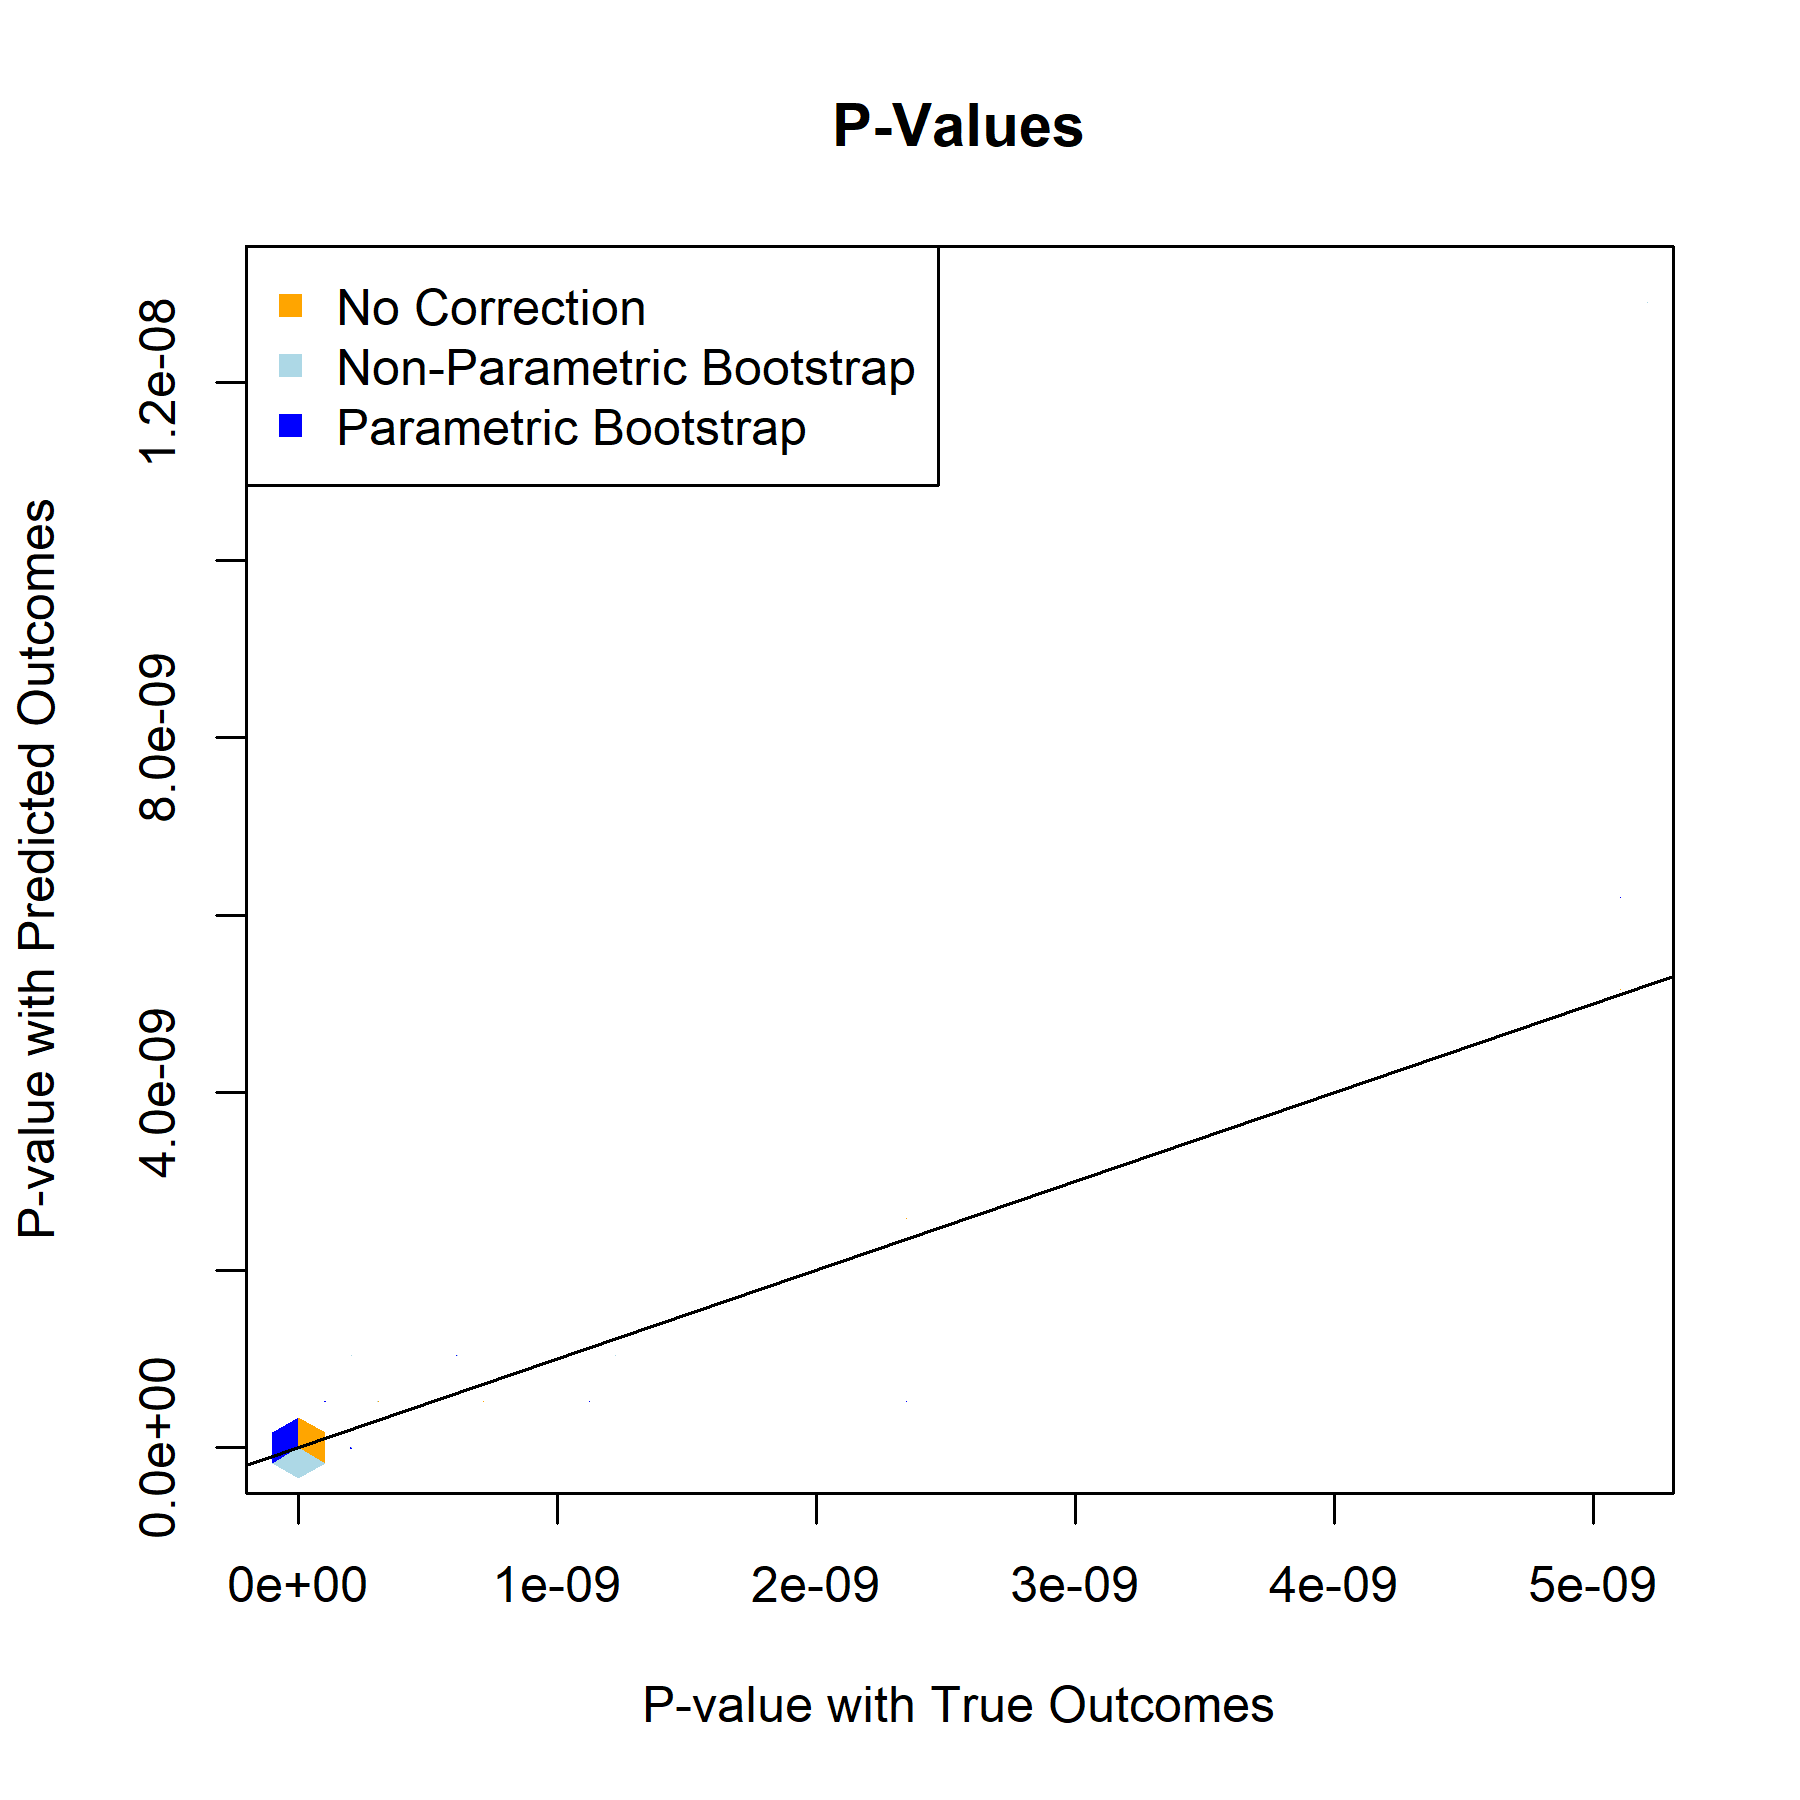 P-Values
No Correction
Non-Parametric Bootstrap
Parametric Bootstrap
P-value with Predicted Outcomes
1.2e-08
8.0e-09
4.0e-09
0.0e+00
0e+00 1e-09 2e-09 3e-09 4e-09 5e-09
P-value with True Outcomes